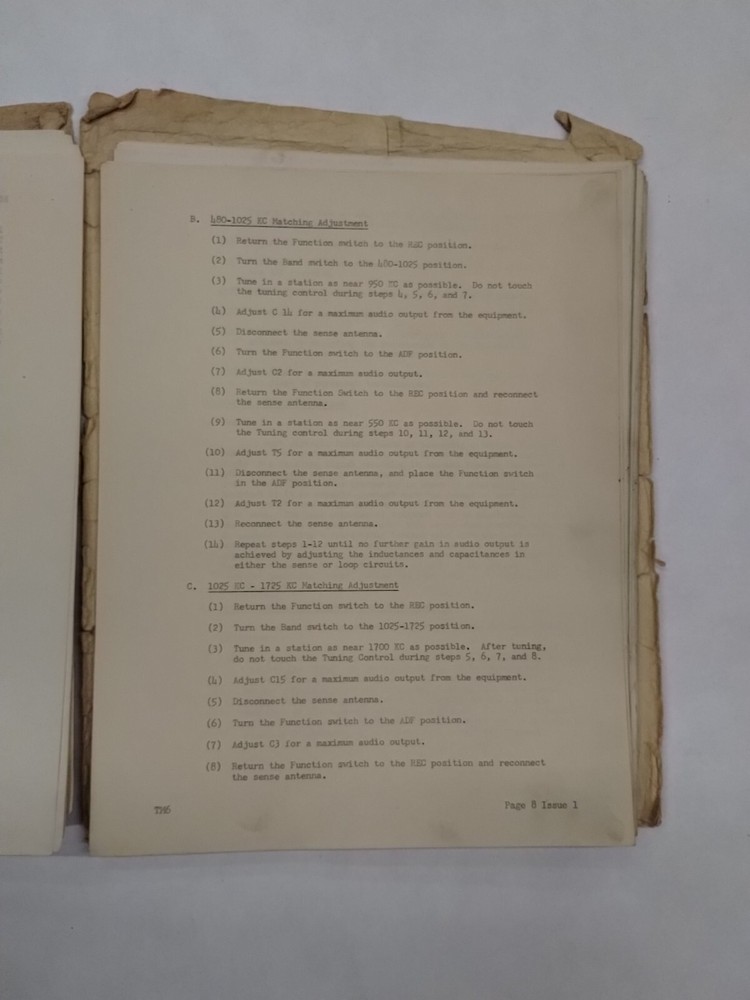 B. 480-1025 KC Matching Adjustment
(1) Return the Function switch to the REC position.
(2) Turn the Band switch to the 480-1025 position.
(3) Tune in a station as near 950 KC as possible. Do not touch
the tuning control during steps 4, 5, 6, and 7.
(4) Adjust C 14 for a maximum audio output from the equipment.
(5) Disconnect the sense antenna.
(6) Turn the Function switch to the ADF position.
(7) Adjust C2 for a maximum audio output.
(8) Return the Function Switch to the REC position and reconnect
the sense antenna.
(9) Tune in a station as near 550 KC as possible. Do not touch
the Tuning control during steps 10, 11, 12, and 13.
(10) Adjust T5 for a maximum audio output from the equipment.
(11) Disconnect the sense antenna, and place the Function switch
in the ADF position.
(12) Adjust T2 for a maximum audio output from the equipment.
(13) Reconnect the sense antenna.
(14) Repeat steps 1-12 until no further gain in audio output is
achieved by adjusting the inductances and capacitances in
either the sense or loop circuits.
C. 1025 KC - 1725 KC Matching Adjustment
(1) Return the Function switch to the REC position.
(2) Turn the Band switch to the 1025-1725 position.
(3) Tune in a station as near 1700 KC as possible. After tuning,
do not touch the Tuning Control during steps 5, 6, 7, and 8.
(4) Adjust C15 for a maximum audio output from the equipment.
(5) Disconnect the sense antenna.
(6) Turn the Function switch to the ADF position.
(7) Adjust C3 for a maximum audio output.
(8) Return the Function switch to the REC position and reconnect
the sense antenna.
Page 8 Issue 1